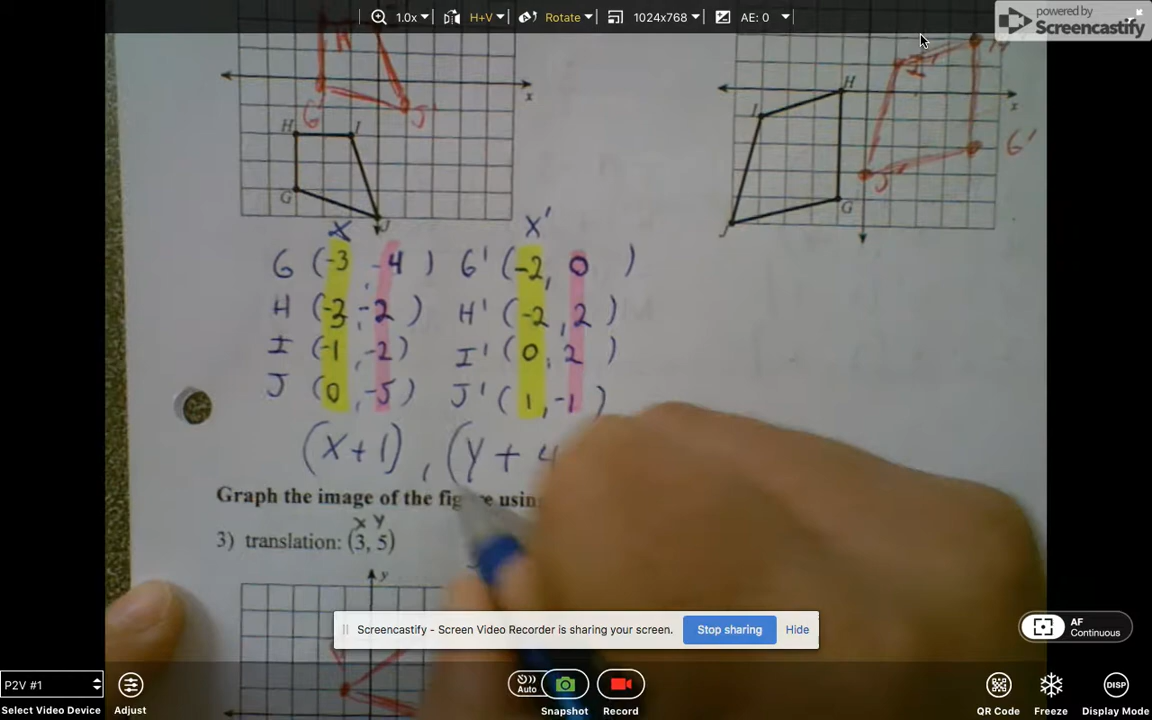 1.0x H+V Rotate 1024x768 AE: 0
powered by
Screencastify
H'
G' J'
x
H I
G
J
I' H'
H
x
I
G'
J'
G
J
x x'
G (-3, -4) G' (-2, 0)
H (-3, -2) H' (-2, 2)
I (-1, -2) I' (0, 2)
J (0, -5) J' (1, -1)
(x + 1), (y + 4
Graph the image of the figure using
x y
3) translation: (3, 5)
y
Screencastify - Screen Video Recorder is sharing your screen. Stop sharing Hide
AF
Continuous
P2V #1
Select Video Device
Adjust
Auto
Snapshot
Record
QR Code
Freeze
DISP
Display Mode